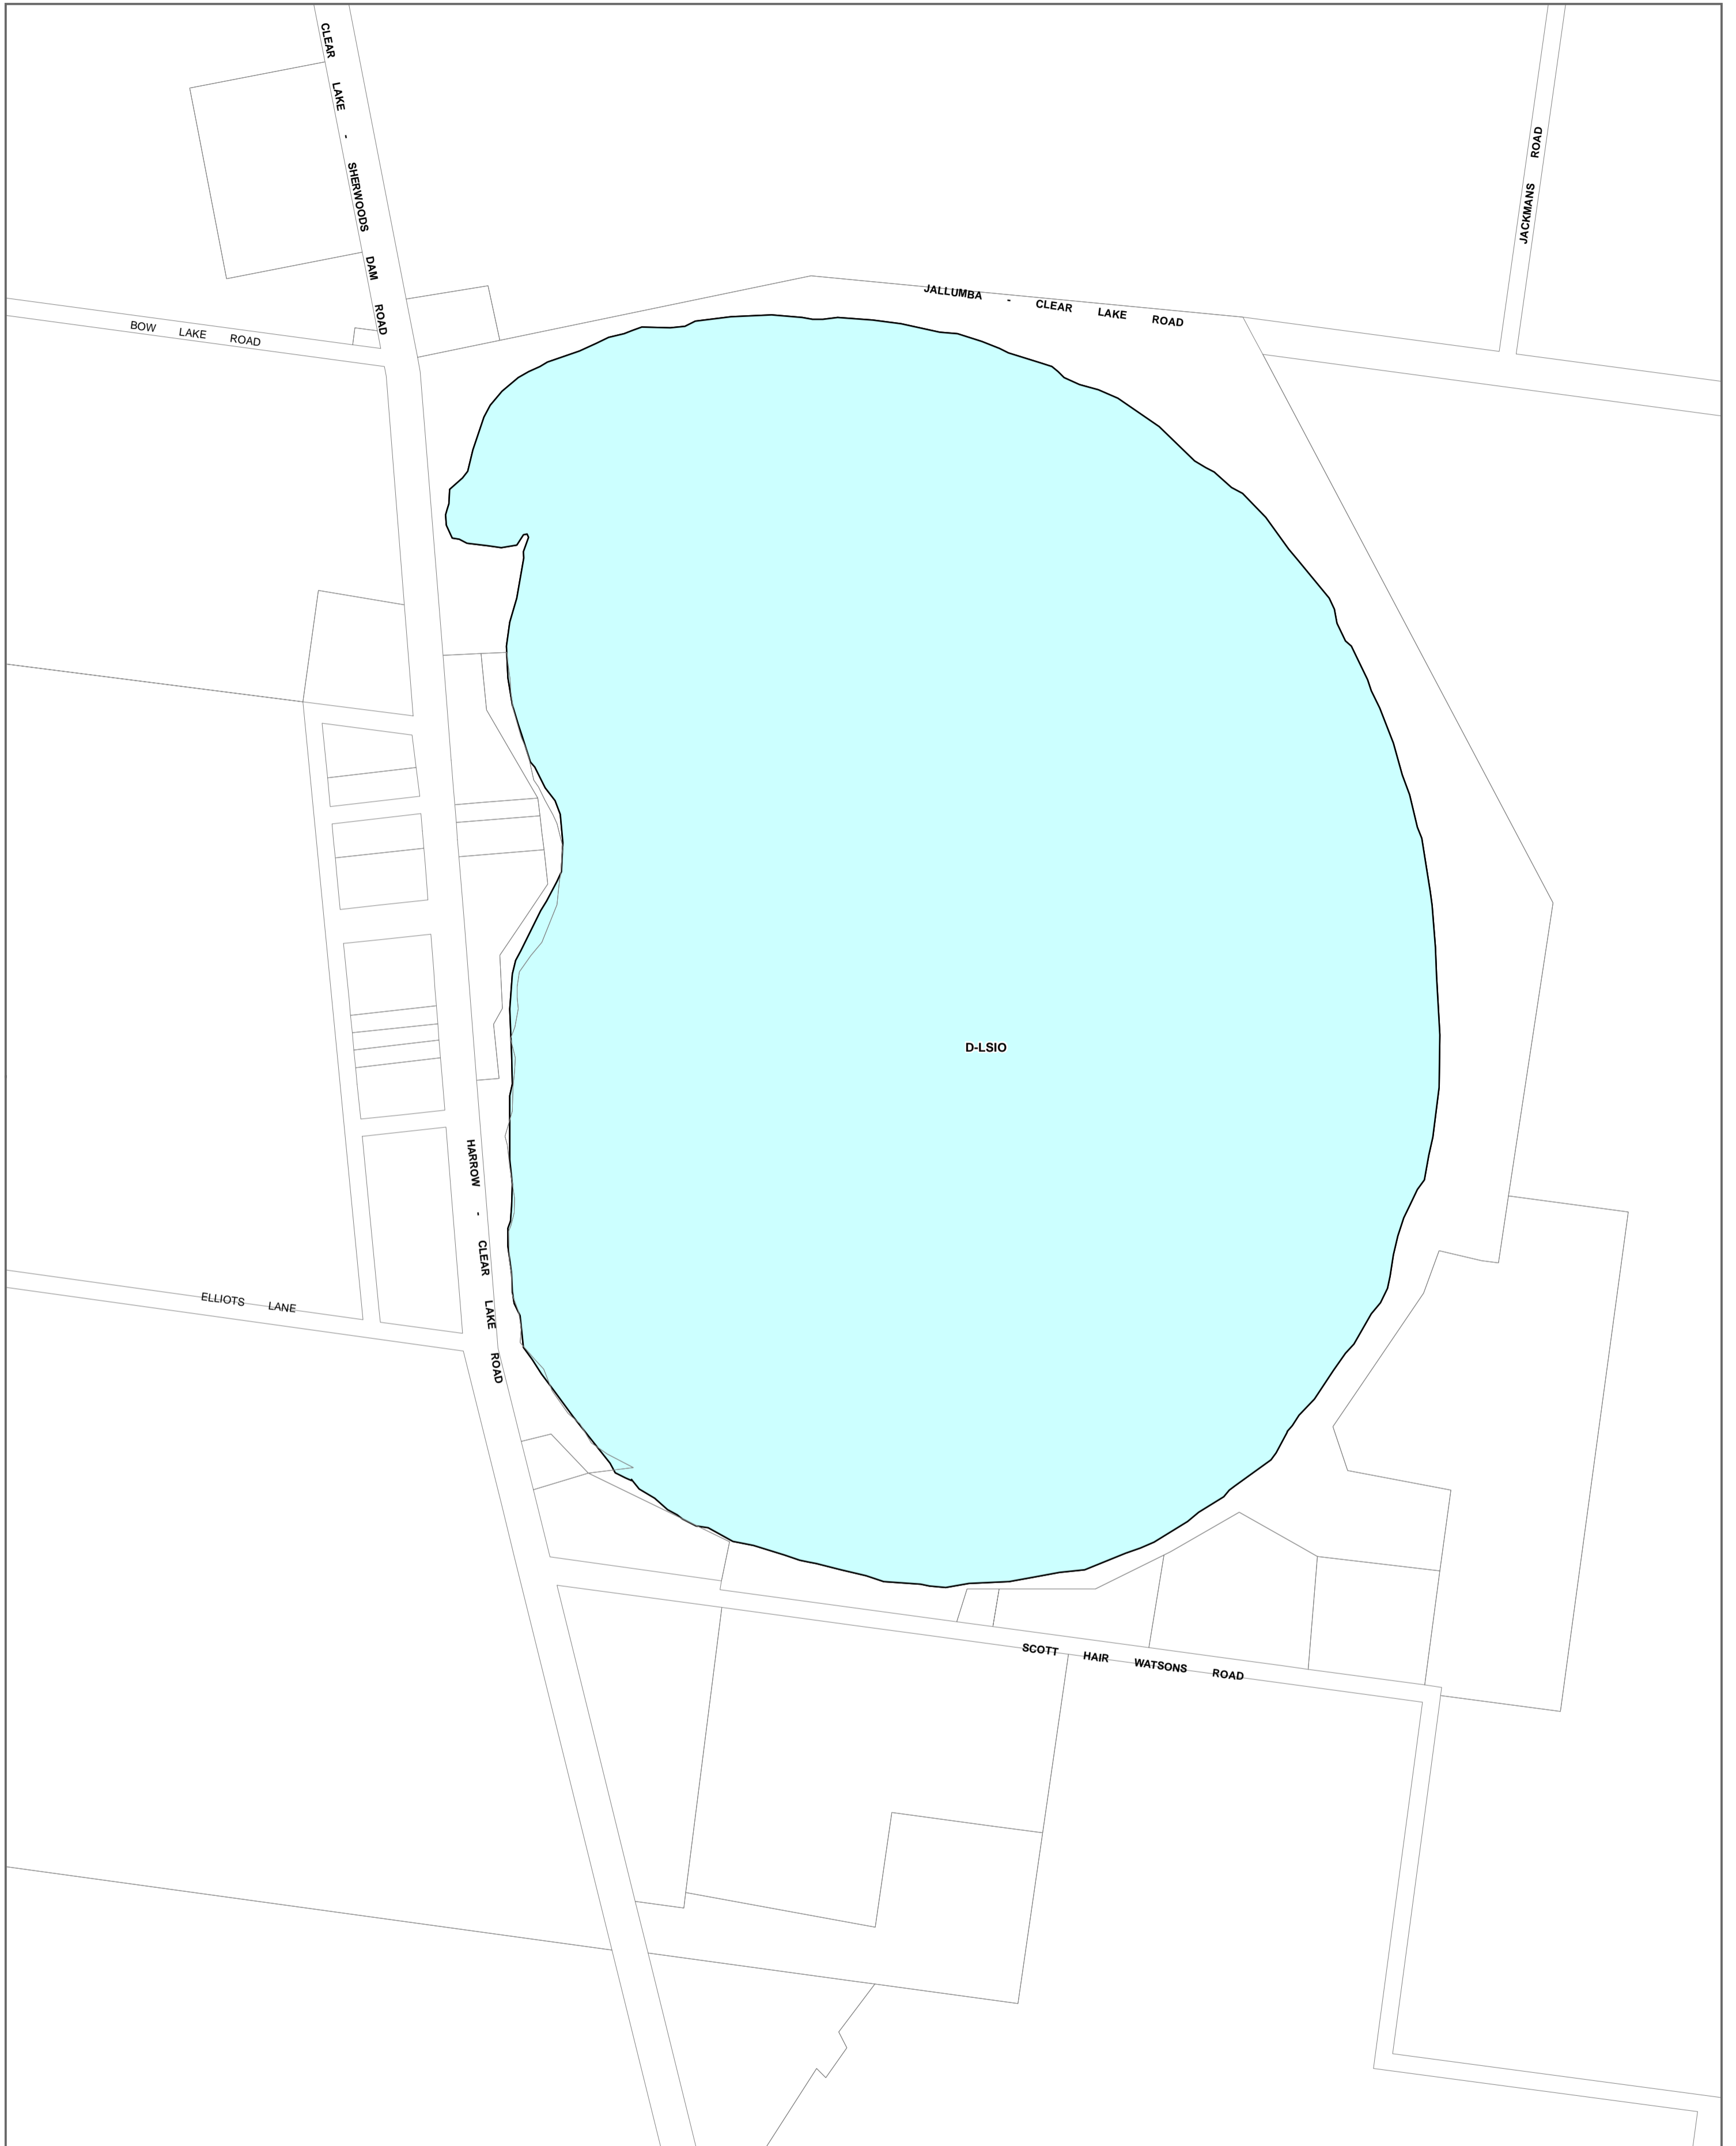 CLEAR LAKE - SHERWOODS DAM ROAD
JACKMANS ROAD
JALLUMBA - CLEAR LAKE ROAD
BOW LAKE ROAD
D-LSIO
HARROW - CLEAR LAKE ROAD
ELLIOTS LANE
SCOTT HAIR WATSONS ROAD